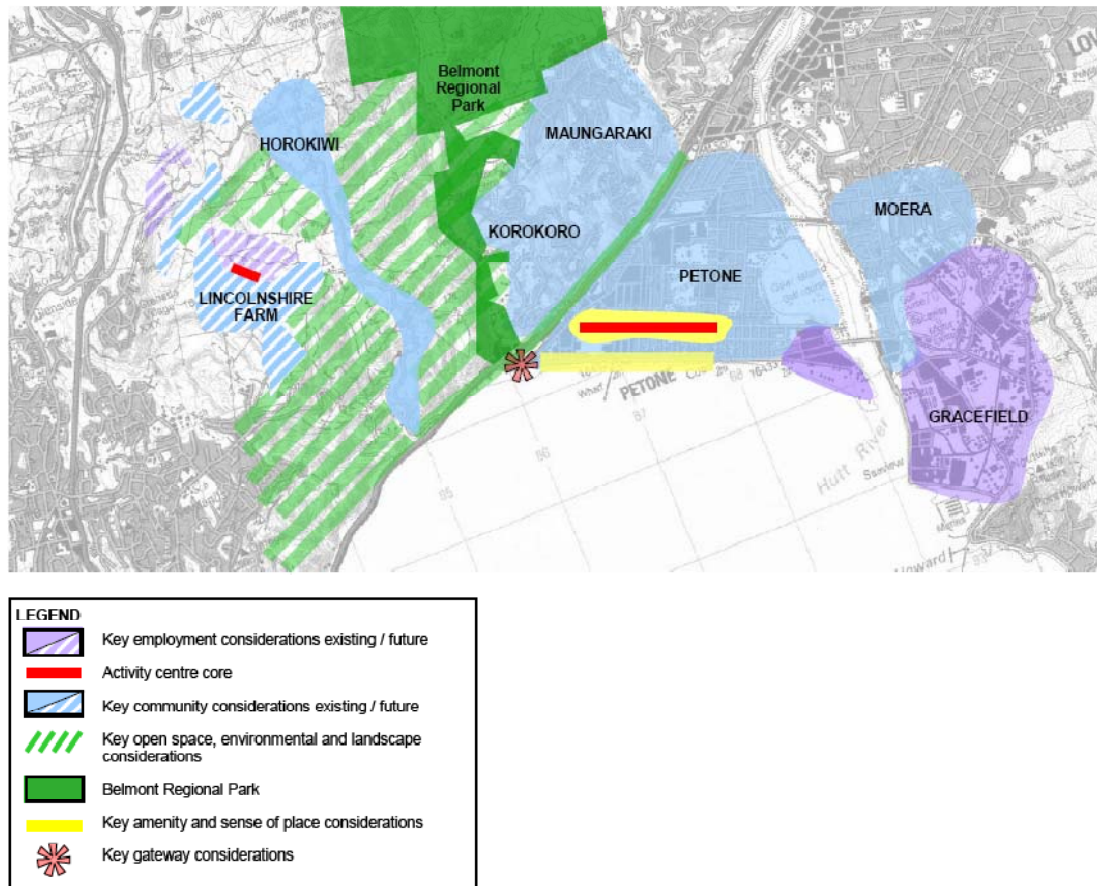 Belmont
Regional
Park
MAUNGARAKI
HOROKIWI
MOERA
KOROKORO
PETONE
LINCOLNSHIRE
FARM
PETONE
GRACEFIELD
Hutt River
LEGEND
Key employment considerations existing / future
Activity centre core
Key community considerations existing / future
Key open space, environmental and landscape
considerations
Belmont Regional Park
Key amenity and sense of place considerations
Key gateway considerations